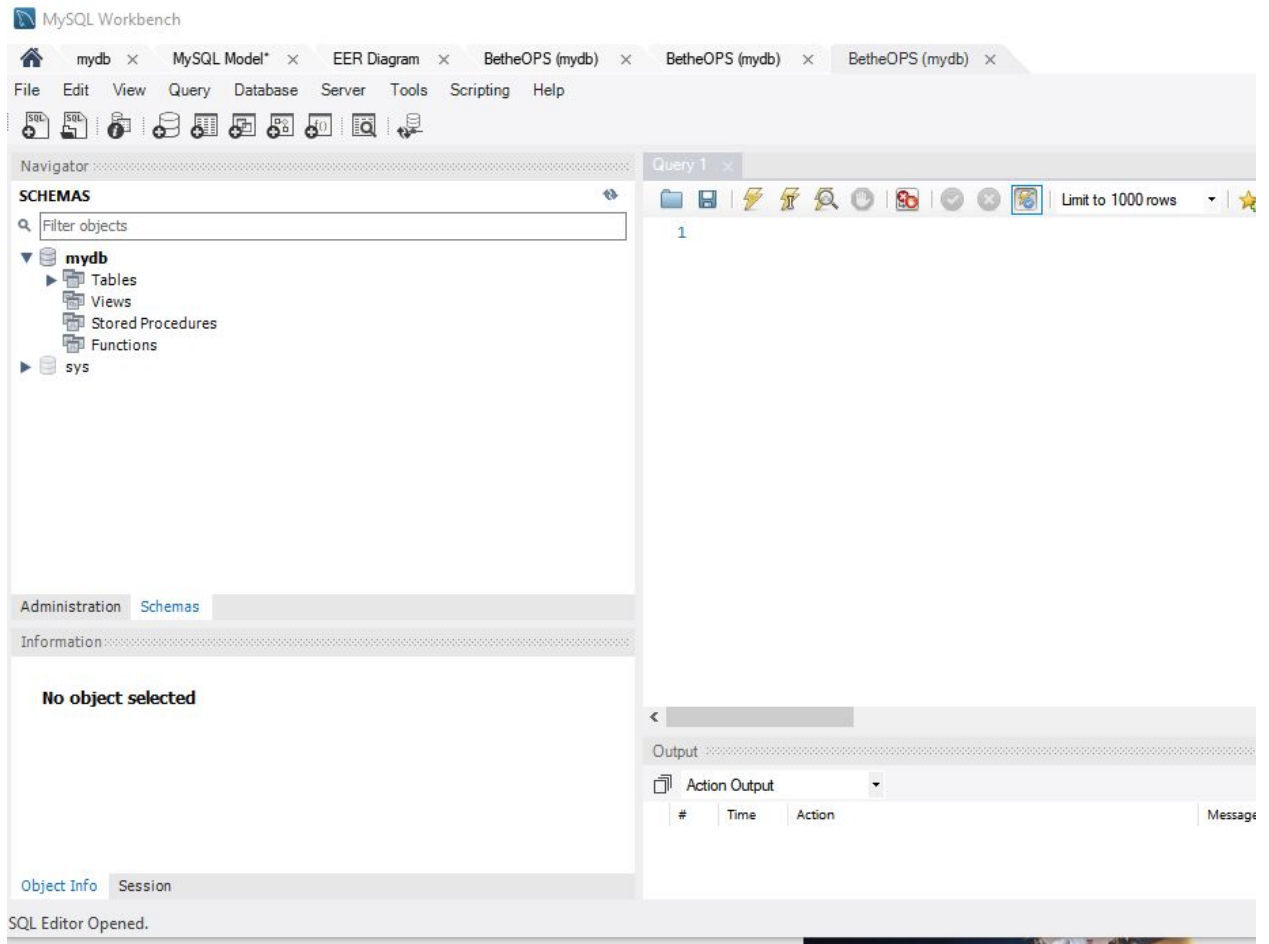 MySQL Workbench
mydb MySQL Model* EER Diagram BetheOPS (mydb) BetheOPS (mydb) BetheOPS (mydb)
File Edit View Query Database Server Tools Scripting Help
SQL SQL
Navigator
SCHEMAS
Filter objects
mydb
Tables
Views
Stored Procedures
Functions
sys
Administration Schemas
Information
No object selected
Object Info Session
Query 1
Limit to 1000 rows
1
Output
Action Output
# Time Action Message
SQL Editor Opened.